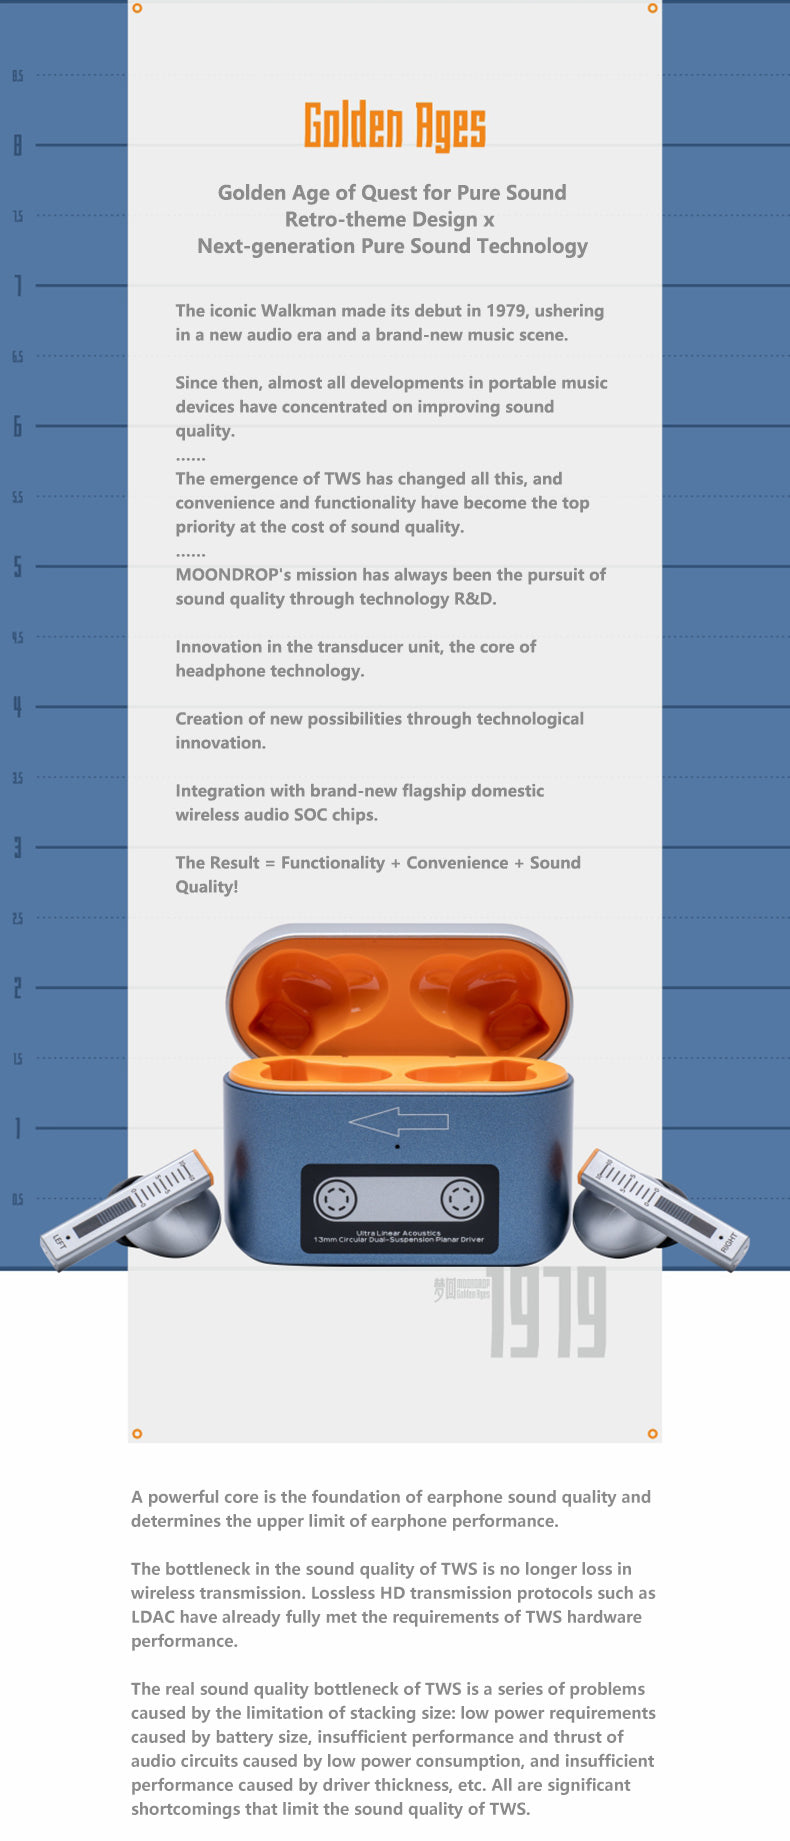 8.5
8
7.5
7
6.5
6
5.5
5
4.5
4
3.5
3
2.5
2
1.5
1
0.5
Golden Ages
Golden Age of Quest for Pure Sound
Retro-theme Design x
Next-generation Pure Sound Technology
The iconic Walkman made its debut in 1979, ushering
in a new audio era and a brand-new music scene.
Since then, almost all developments in portable music
devices have concentrated on improving sound
quality.
......
The emergence of TWS has changed all this, and
convenience and functionality have become the top
priority at the cost of sound quality.
......
MOONDROP's mission has always been the pursuit of
sound quality through technology R&D.
Innovation in the transducer unit, the core of
headphone technology.
Creation of new possibilities through technological
innovation.
Integration with brand-new flagship domestic
wireless audio SOC chips.
The Result = Functionality + Convenience + Sound
Quality!
LEFT
Ultra Linear Acoustics
13mm Circular Dual-Suspension Planar Driver
RIGHT
梦回
MOONDROP
Golden Ages
1979
A powerful core is the foundation of earphone sound quality and
determines the upper limit of earphone performance.
The bottleneck in the sound quality of TWS is no longer loss in
wireless transmission. Lossless HD transmission protocols such as
LDAC have already fully met the requirements of TWS hardware
performance.
The real sound quality bottleneck of TWS is a series of problems
caused by the limitation of stacking size: low power requirements
caused by battery size, insufficient performance and thrust of
audio circuits caused by low power consumption, and insufficient
performance caused by driver thickness, etc. All are significant
shortcomings that limit the sound quality of TWS.